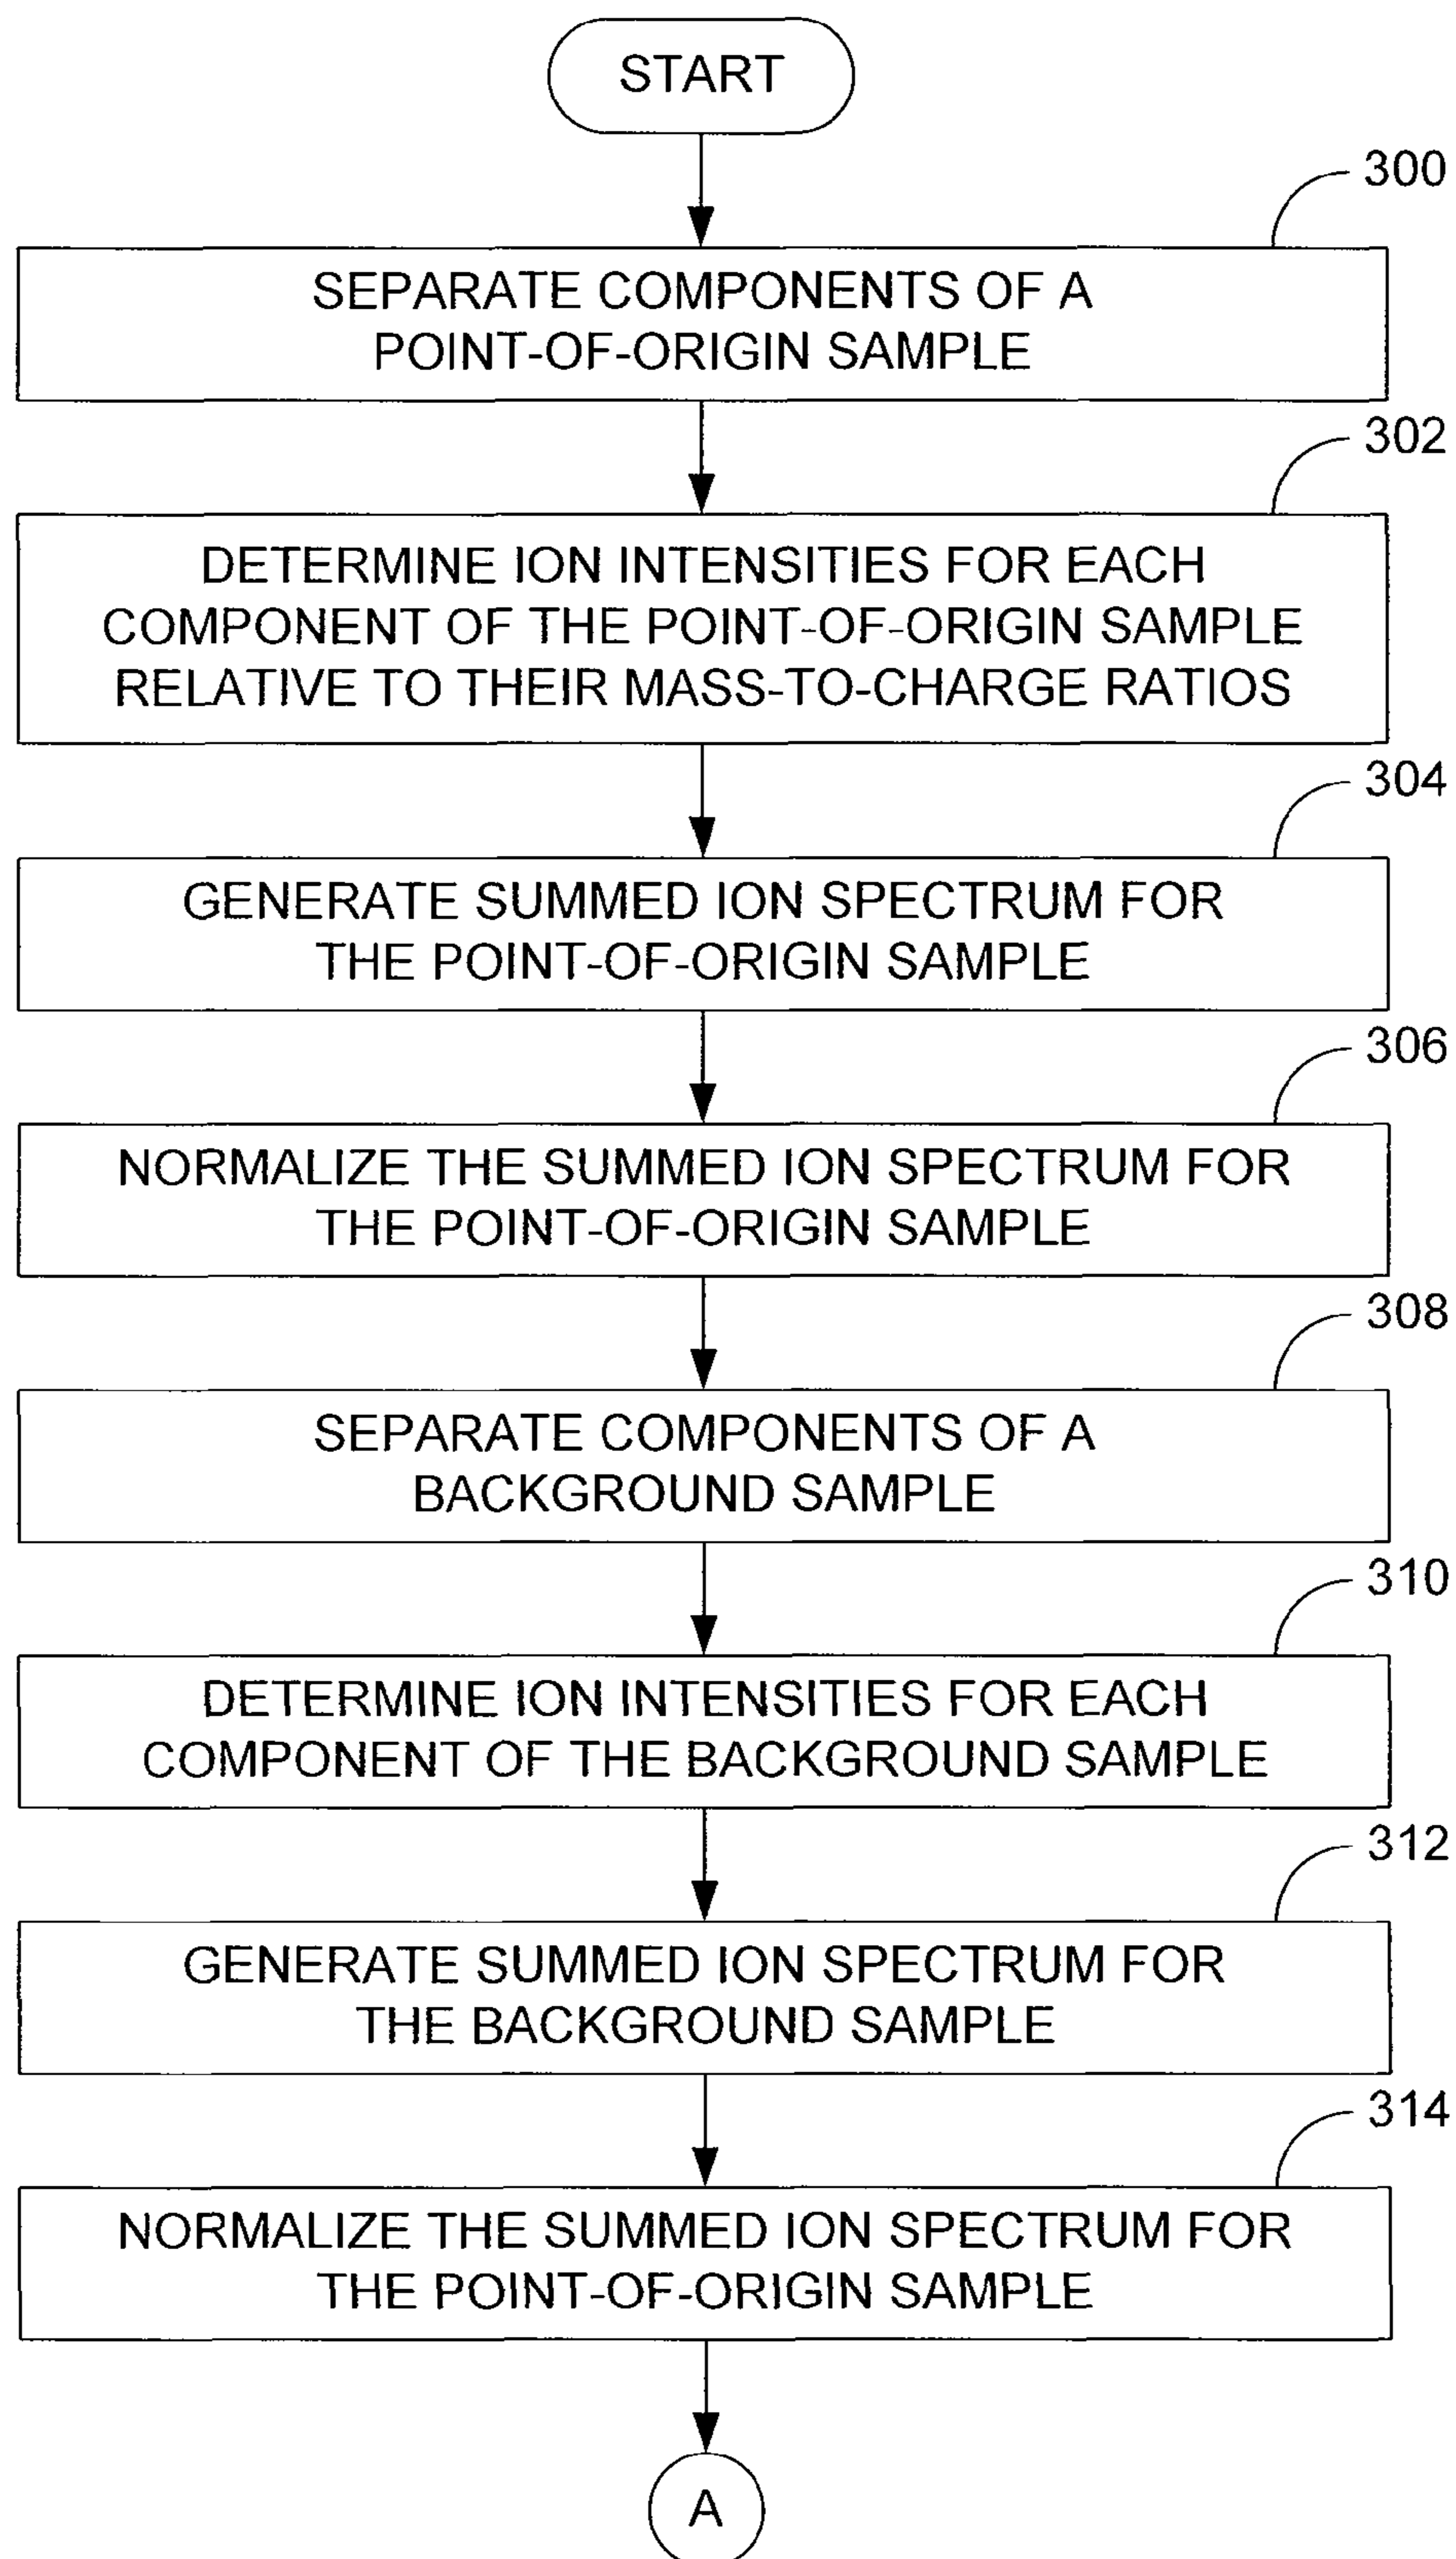 START
300
SEPARATE COMPONENTS OF A
POINT-OF-ORIGIN SAMPLE
302
DETERMINE ION INTENSITIES FOR EACH
COMPONENT OF THE POINT-OF-ORIGIN SAMPLE
RELATIVE TO THEIR MASS-TO-CHARGE RATIOS
304
GENERATE SUMMED ION SPECTRUM FOR
THE POINT-OF-ORIGIN SAMPLE
306
NORMALIZE THE SUMMED ION SPECTRUM FOR
THE POINT-OF-ORIGIN SAMPLE
308
SEPARATE COMPONENTS OF A
BACKGROUND SAMPLE
310
DETERMINE ION INTENSITIES FOR EACH
COMPONENT OF THE BACKGROUND SAMPLE
312
GENERATE SUMMED ION SPECTRUM FOR
THE BACKGROUND SAMPLE
314
NORMALIZE THE SUMMED ION SPECTRUM FOR
THE POINT-OF-ORIGIN SAMPLE
A